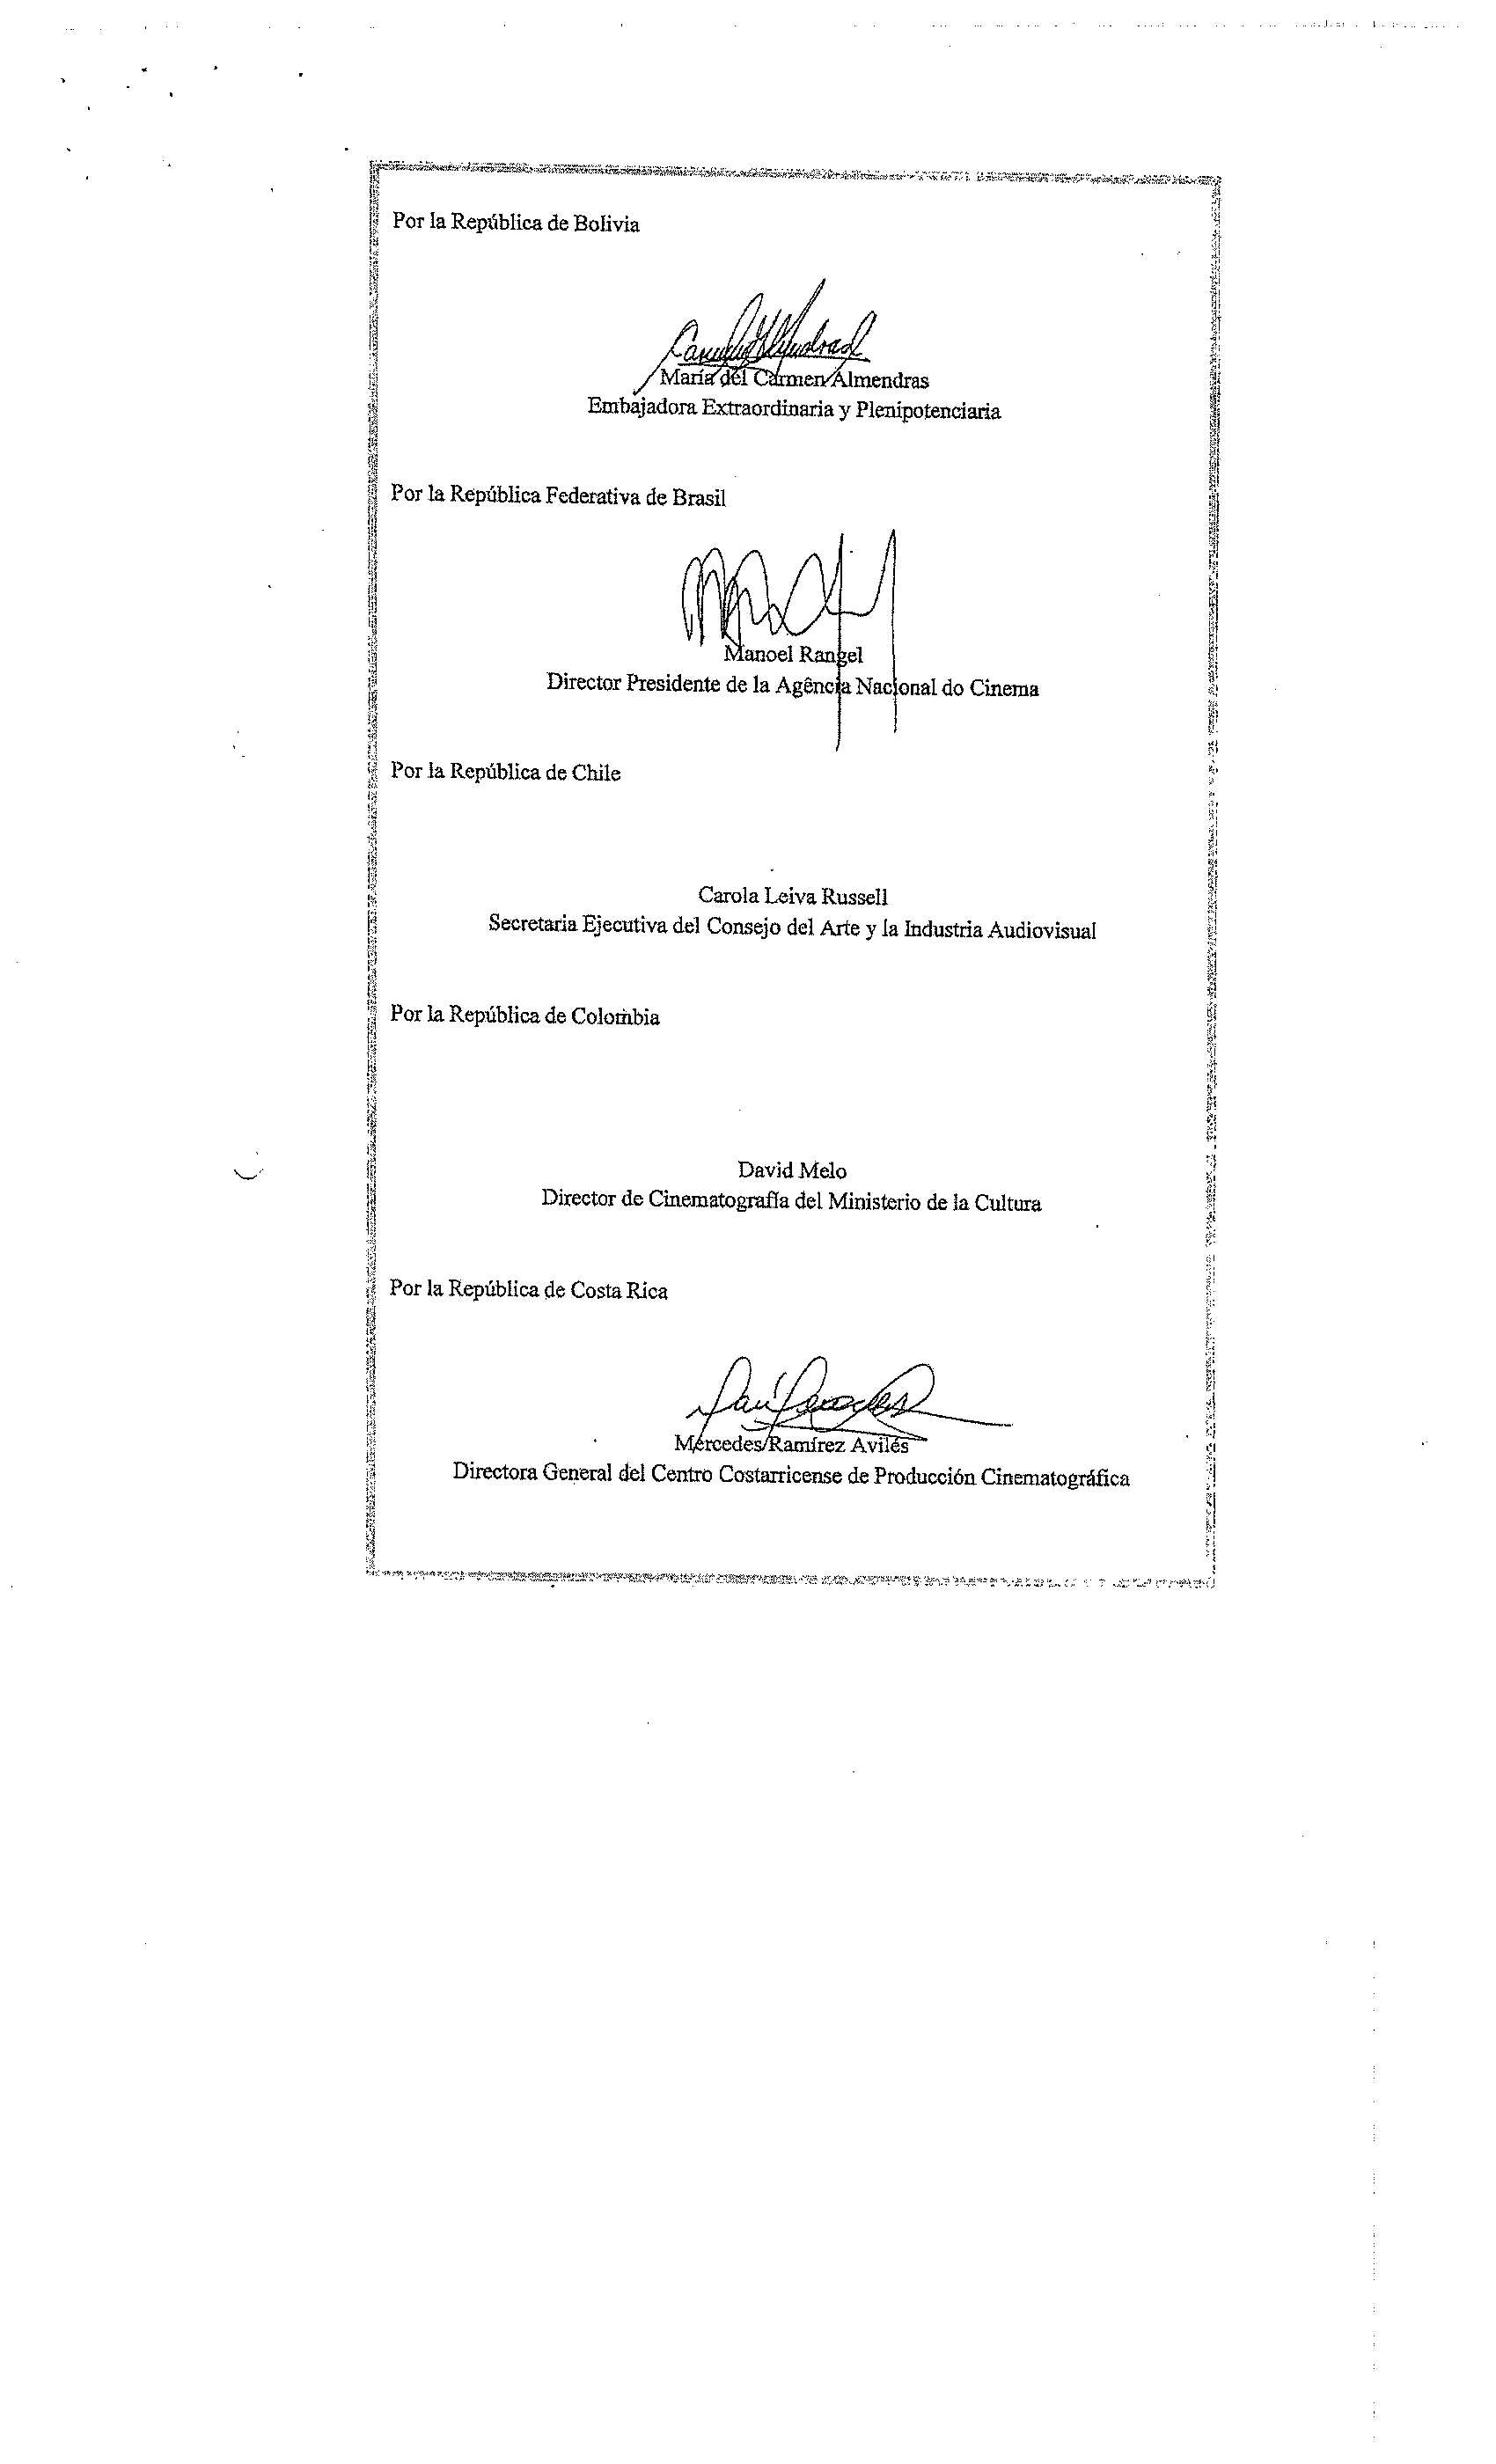 Por la República de Bolivia
María del Carmen Almendras
Embajadora Extraordinaria y Plenipotenciaria
Por la República Federativa de Brasil
Manoel Rangel
Director Presidente de la Agência Nacional do Cinema
Por la República de Chile
Carola Leiva Russell
Secretaria Ejecutiva del Consejo del Arte y la Industria Audiovisual
Por la República de Colombia
David Melo
Director de Cinematografía del Ministerio de la Cultura
Por la República de Costa Rica
Mercedes Ramírez Avilés
Directora General del Centro Costarricense de Producción Cinematográfica